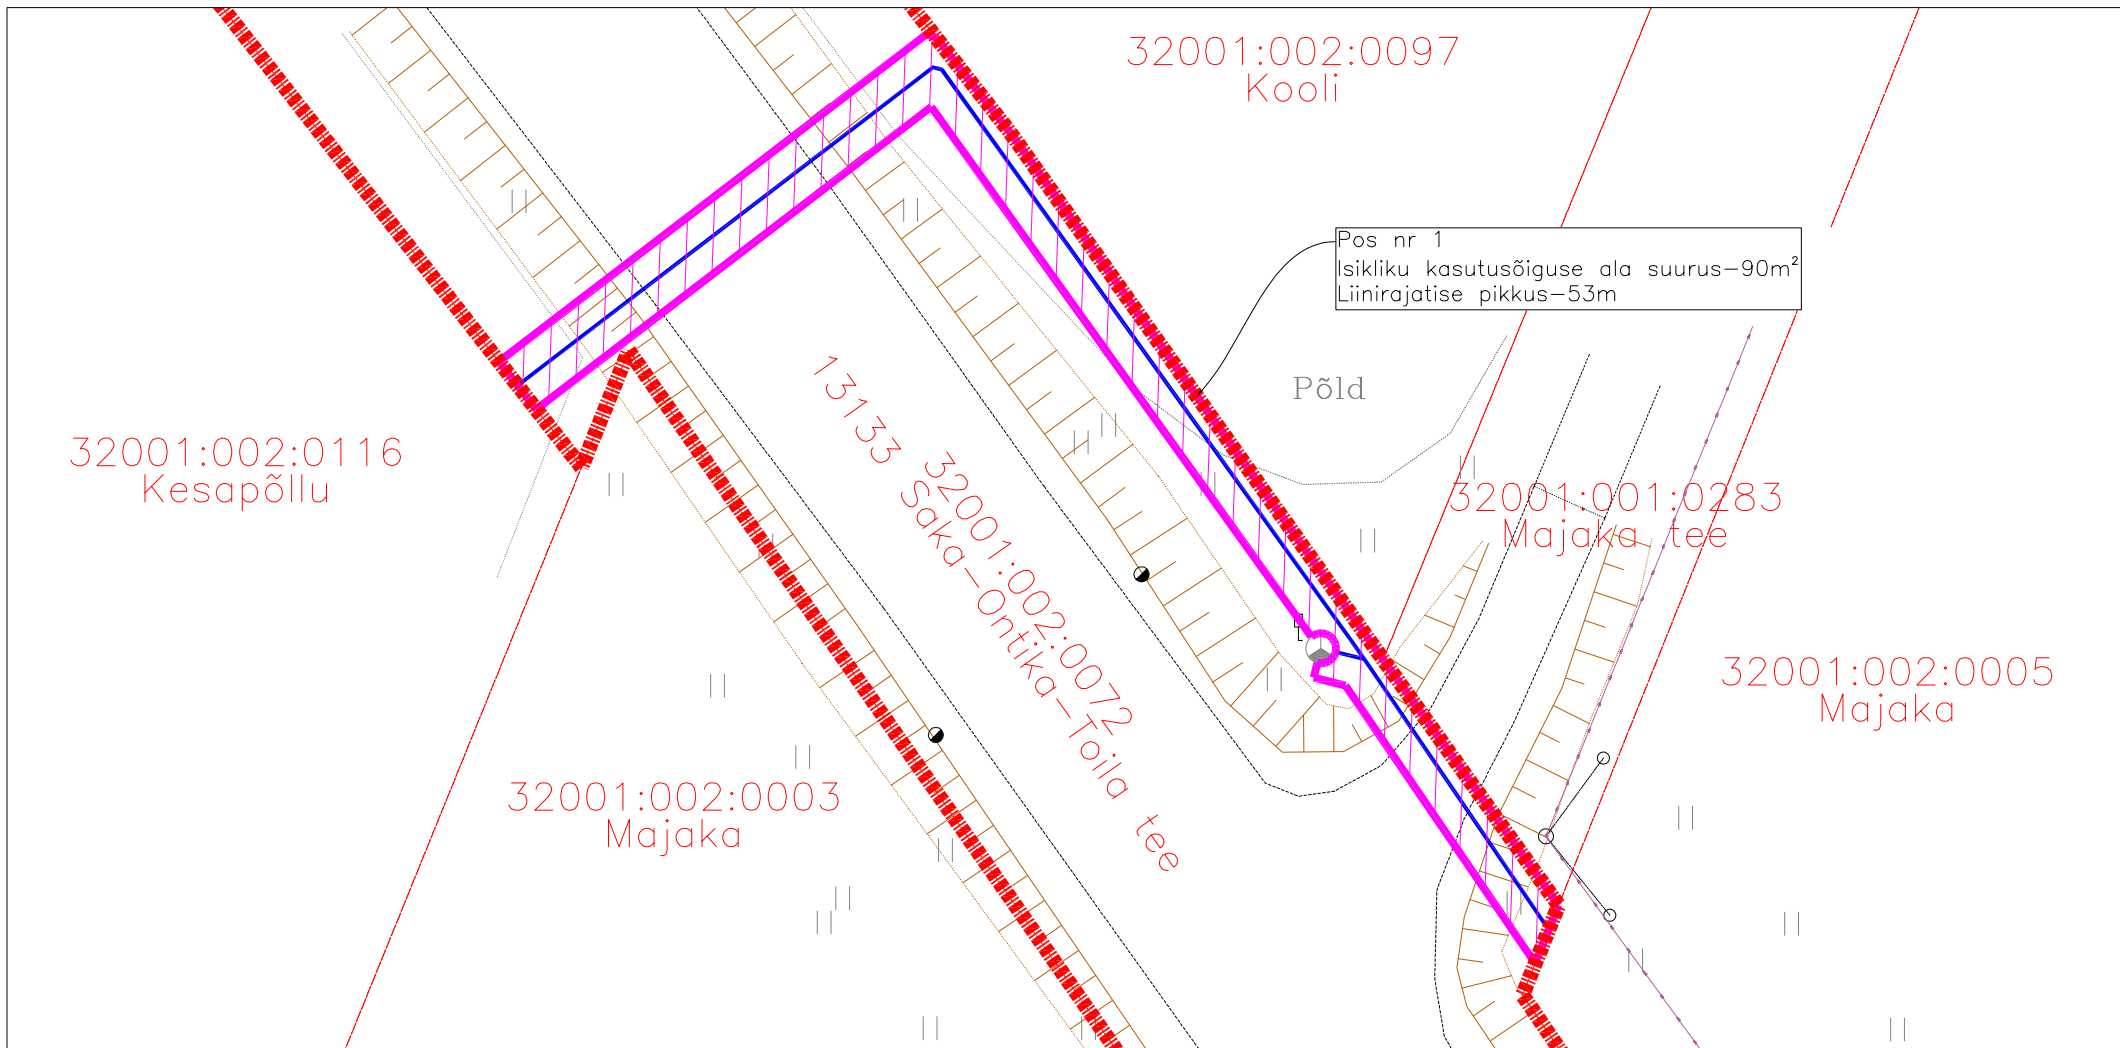 32001:002:0097
Kooli
Pos nr 1
Isikliku kasutusõiguse ala suurus-90m²
Liinirajatise pikkus-53m
Põld
32001:002:0116
Kesapõllu
13133 Saka-Ontika-Toila tee
32001:002:0072
32001:001:0283
Majaka tee
32001:002:0005
Majaka
32001:002:0003
Majaka